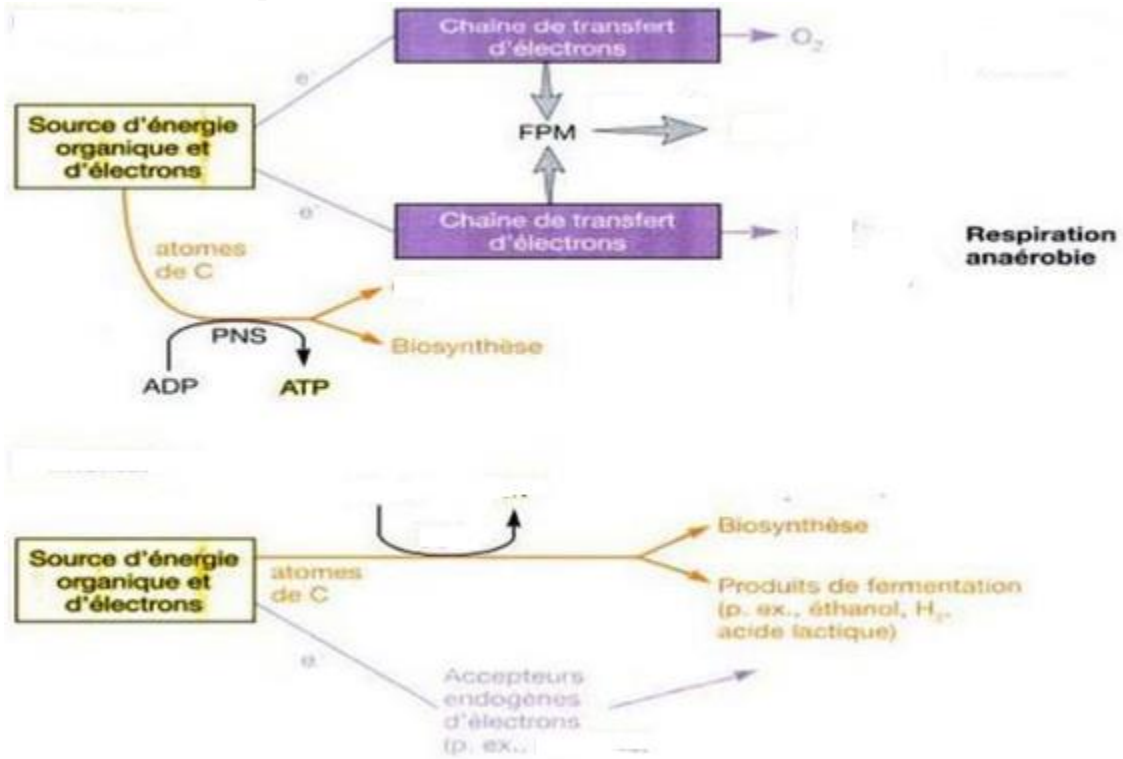 Chaîne de transfert
d'électrons
O₂
e⁻
Source d'énergie
organique et
d'électrons
FPM
e⁻
Chaîne de transfert
d'électrons
Respiration
anaérobie
atomes
de C
PNS
Biosynthèse
ADP
ATP
Biosynthèse
Source d'énergie
organique et
d'électrons
atomes
de C
Produits de fermentation
(p. ex., éthanol, H₂,
acide lactique)
e⁻
Accepteurs
endogènes
d'électrons
(p. ex.,